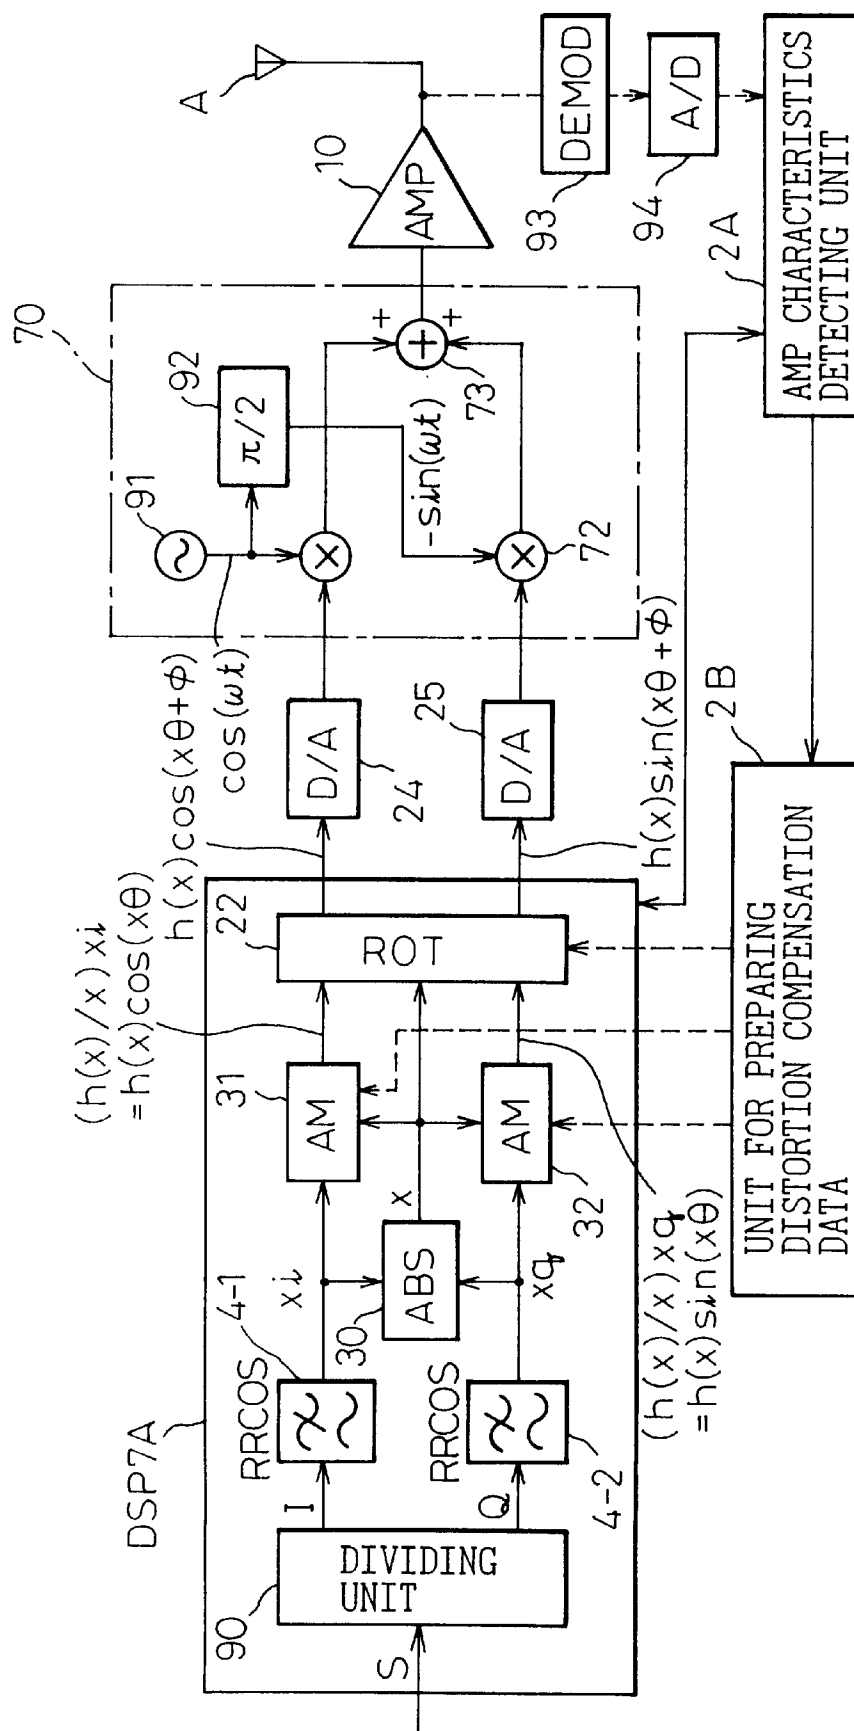 S
90
DIVIDING
UNIT
DSP7A
I
Q
RRCOS
4-1
RRCOS
4-2
xi
xq
30
ABS
x
31
AM
AM
32
(h(x)/x)xi
=h(x)cos(xθ)
(h(x)/x)xq
=h(x)sin(xθ)
22
ROT
h(x)cos(xθ+φ)
h(x)sin(xθ+φ)
D/A
24
25
D/A
cos(ωt)
70
91
92
π/2
-sin(ωt)
72
73
+
+
10
AMP
A
93
DEMOD
94
A/D
2A
AMP CHARACTERISTICS
DETECTING UNIT
2B
UNIT FOR PREPARING
DISTORTION COMPENSATION
DATA